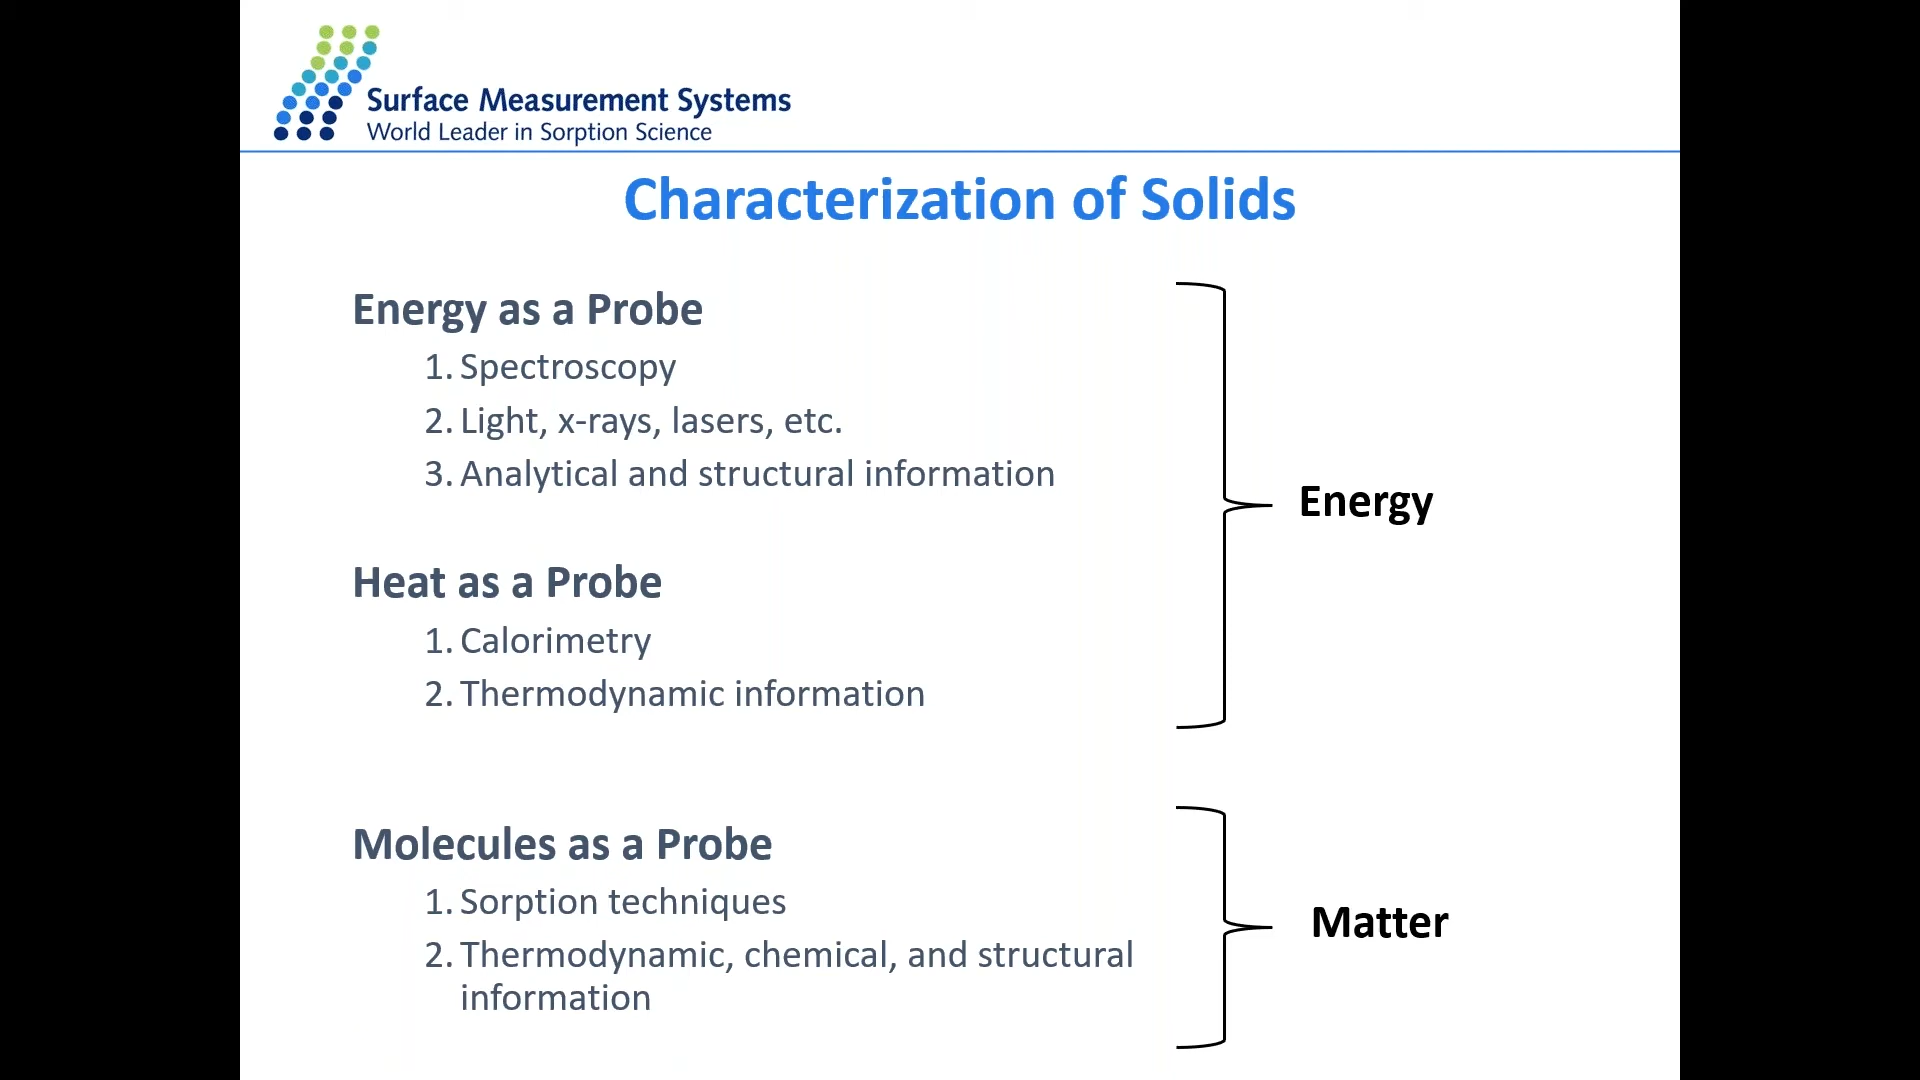 Surface Measurement Systems
World Leader in Sorption Science
Characterization of Solids
Energy as a Probe
1. Spectroscopy
2. Light, x-rays, lasers, etc.
3. Analytical and structural information
Energy
Heat as a Probe
1. Calorimetry
2. Thermodynamic information
Molecules as a Probe
1. Sorption techniques
2. Thermodynamic, chemical, and structural
information
Matter